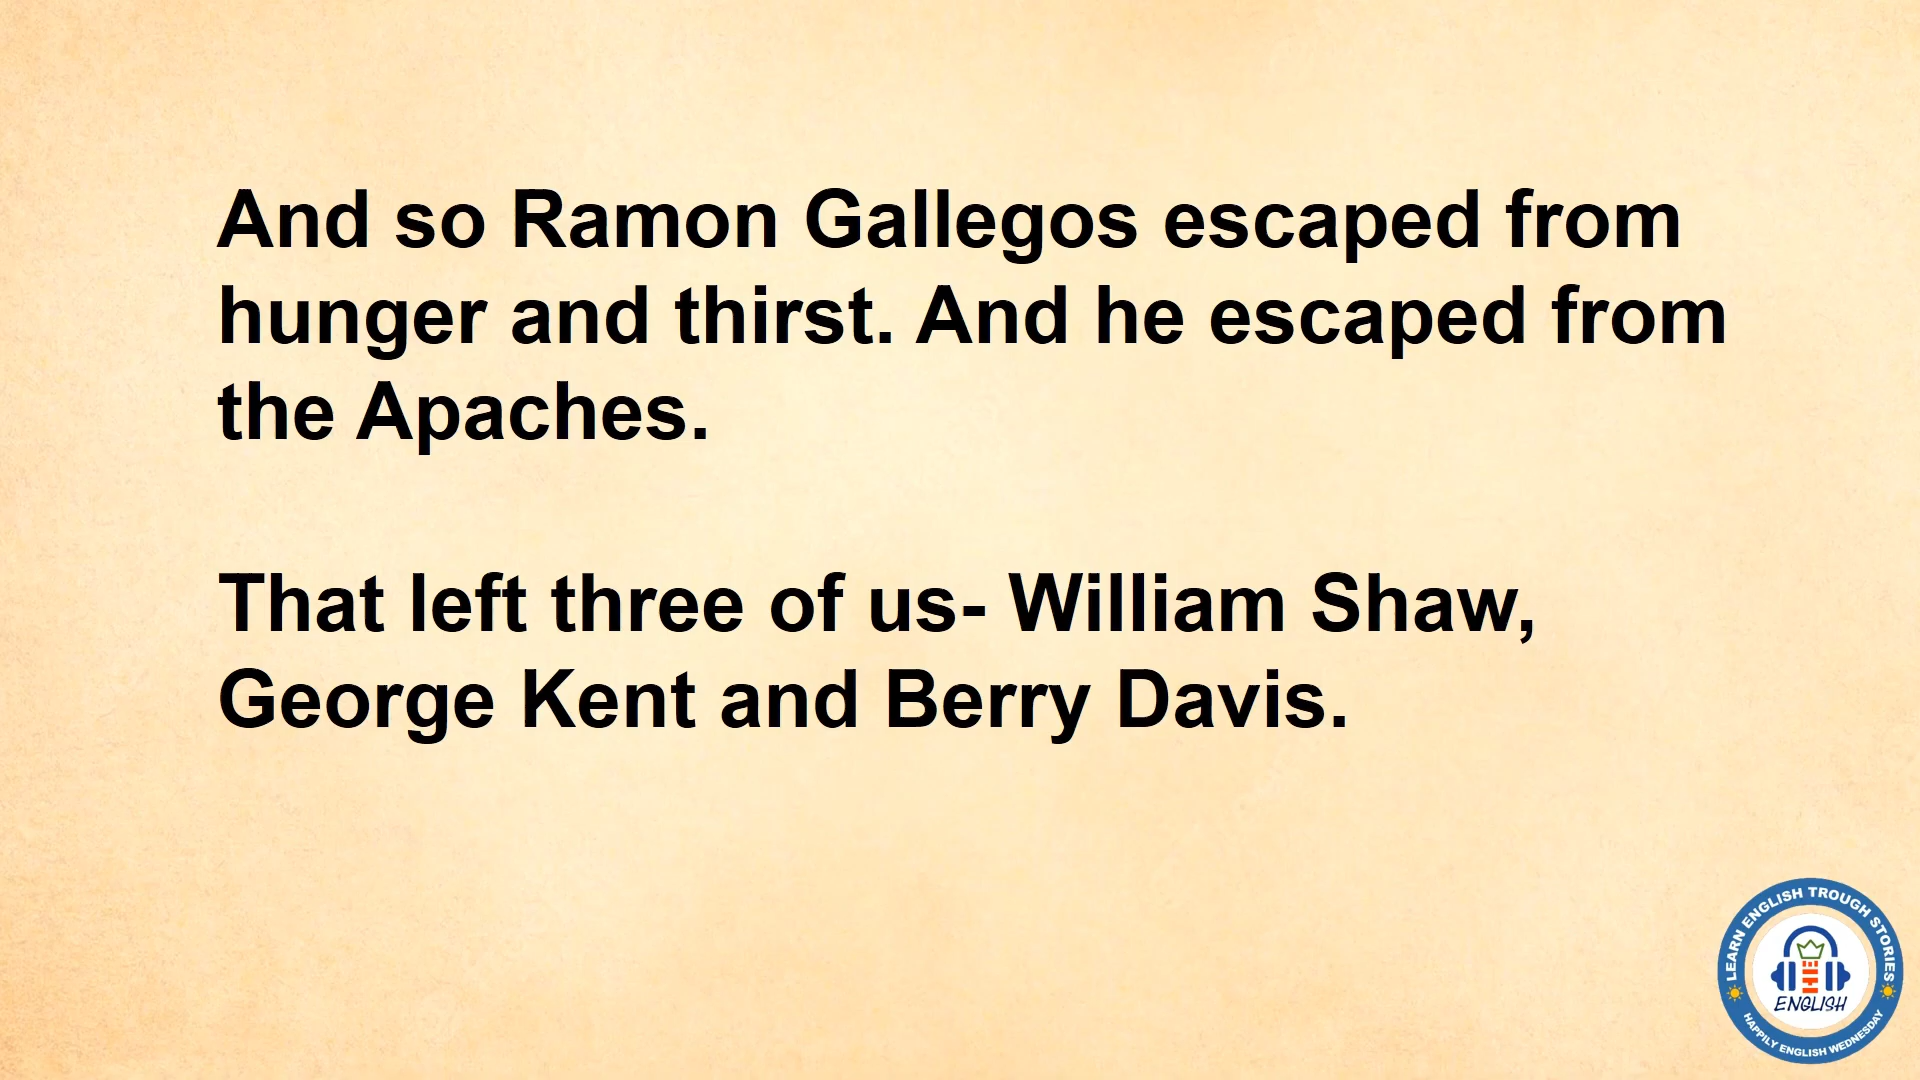 And so Ramon Gallegos escaped from
hunger and thirst. And he escaped from
the Apaches.
That left three of us- William Shaw,
George Kent and Berry Davis.
LEARN ENGLISH TROUGH STORIES
ENGLISH
HAPPILY ENGLISH WEDNESDAY